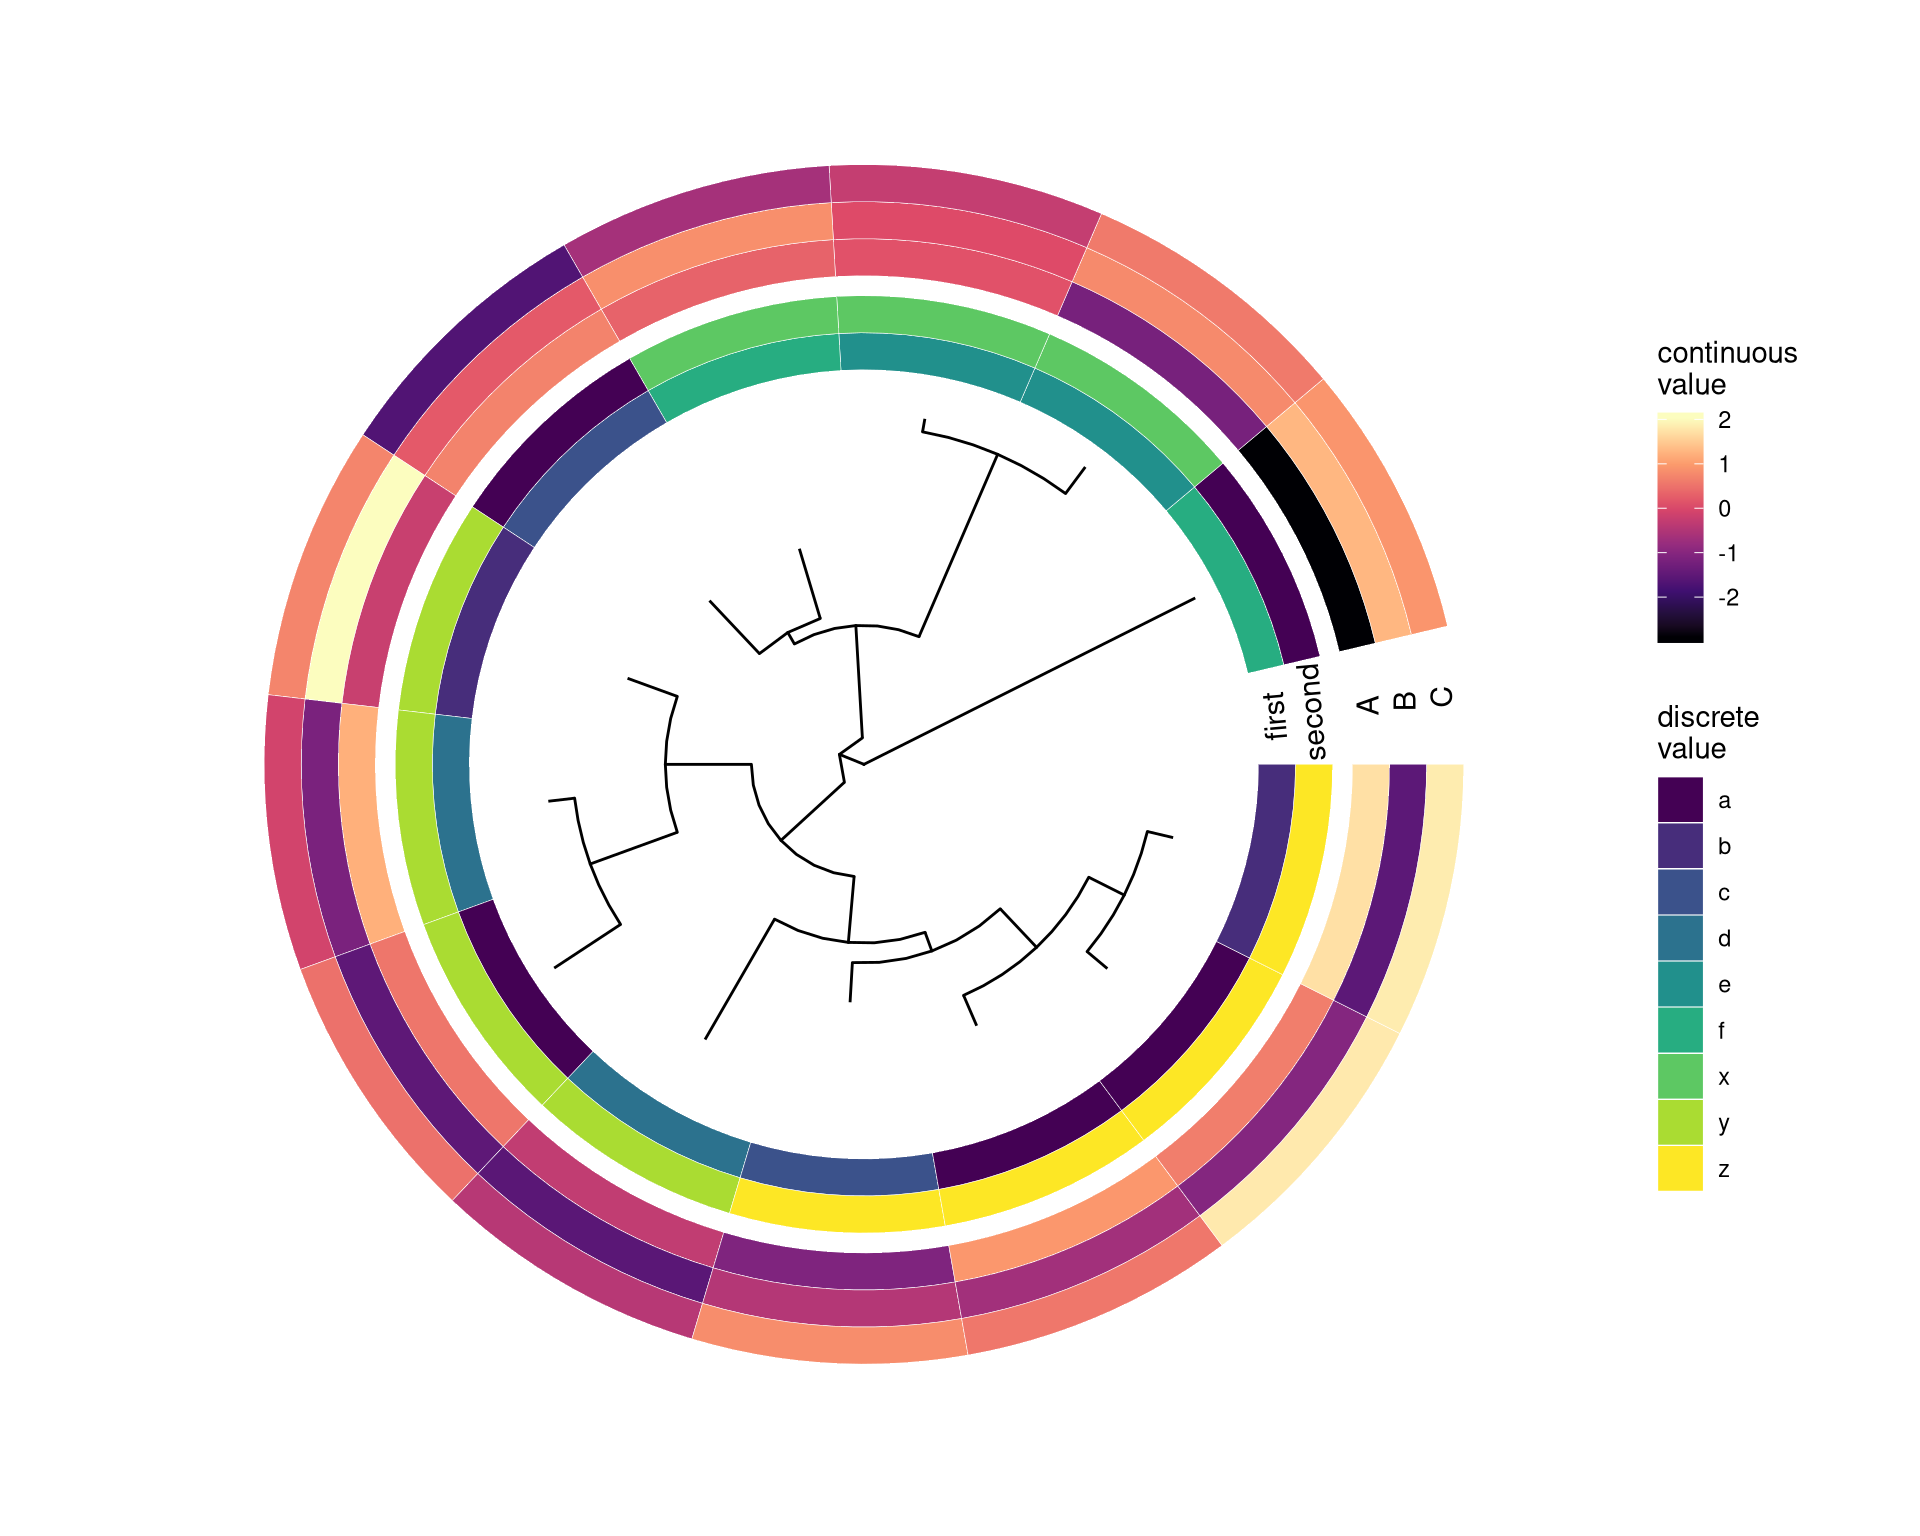 first
second
A
B
C
continuous
value
2
1
0
-1
-2
discrete
value
a
b
c
d
e
f
x
y
z